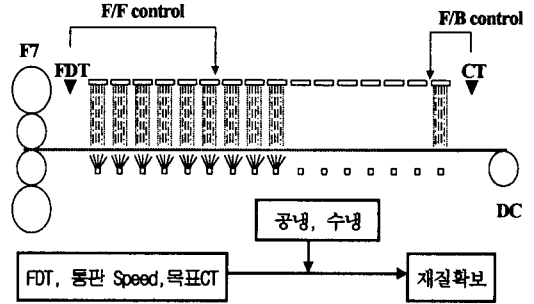 F/F control
F/B control
F7
FDT
CT
DC
공냉, 수냉
FDT, 통판 Speed,목표CT
재질확보